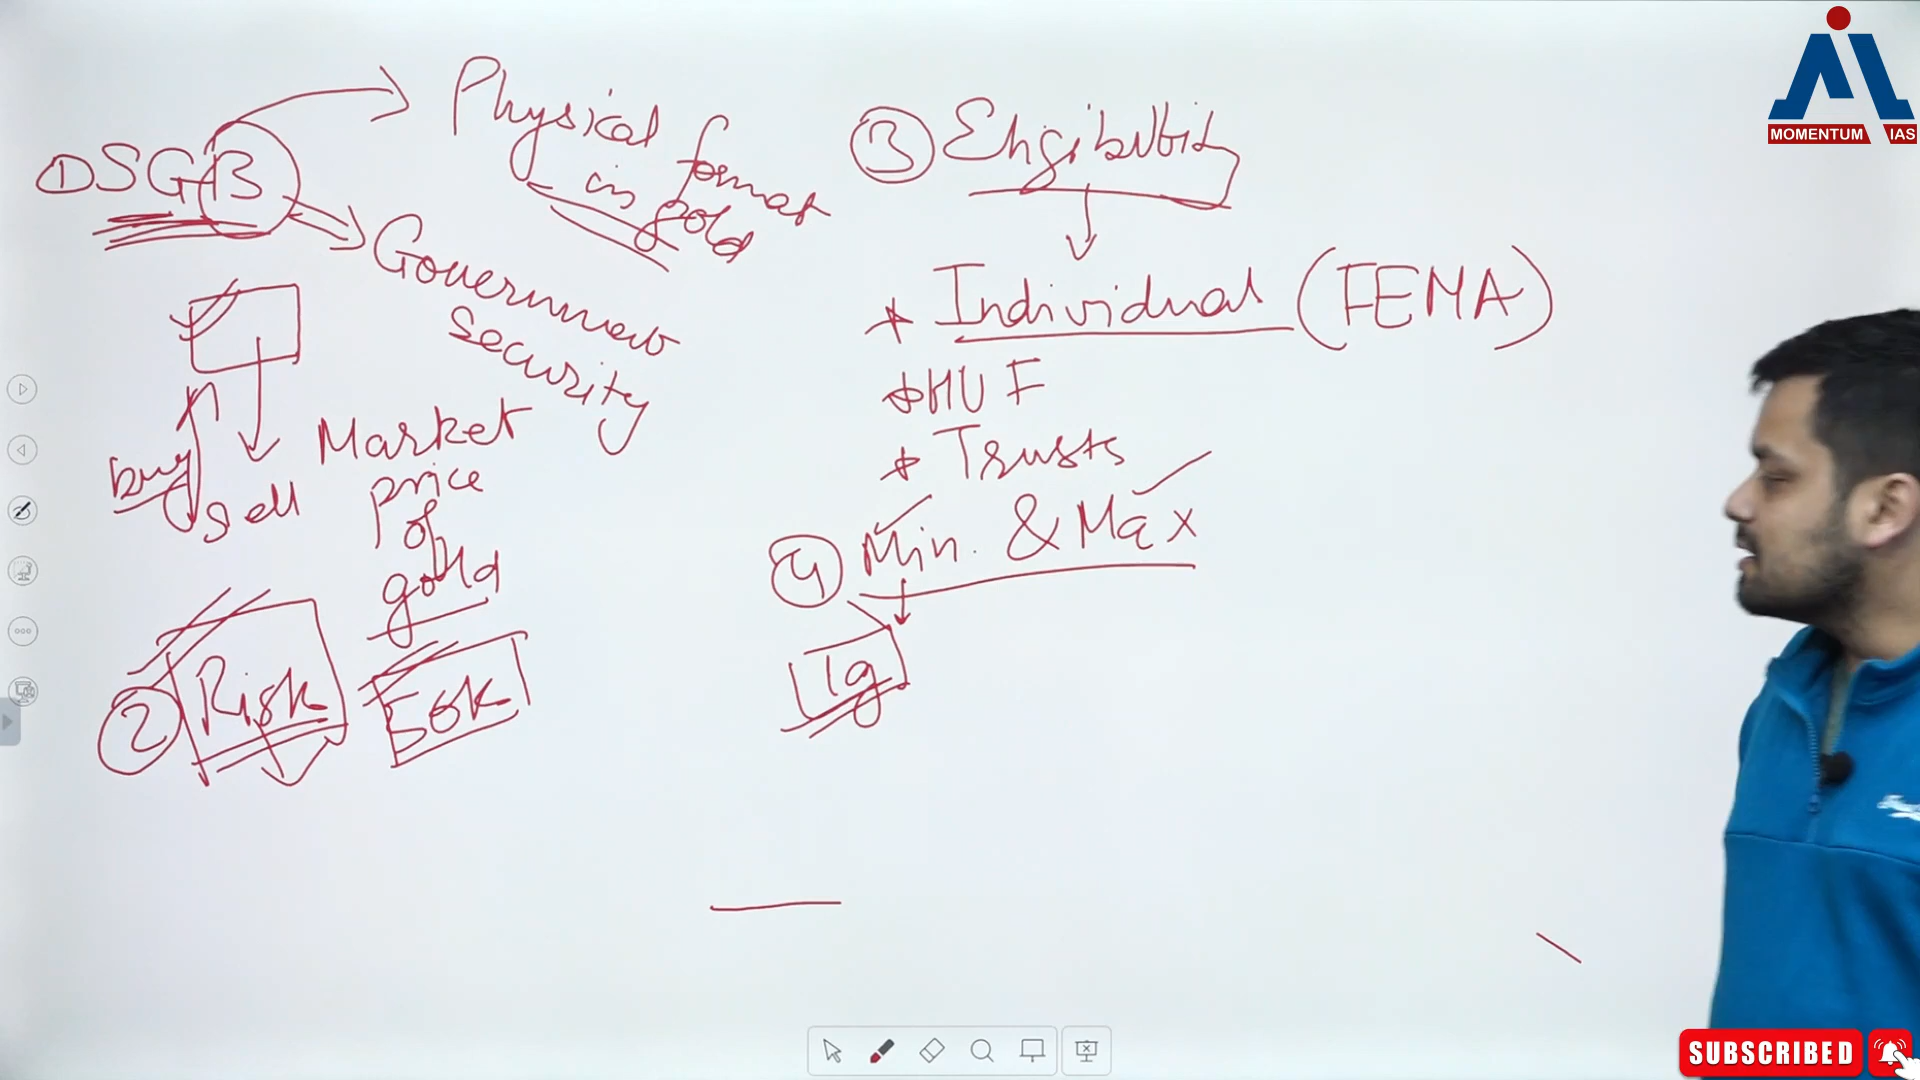 ① SGB
Physical
format
in
gold
Government
Security
buy
Sell
Market
price
of
gold
② Risk
50k
③ Eligibility
* Individual (FEMA)
* HUF
* Trusts
④ Min. & Max
1g
MOMENTUM IAS
SUBSCRIBED